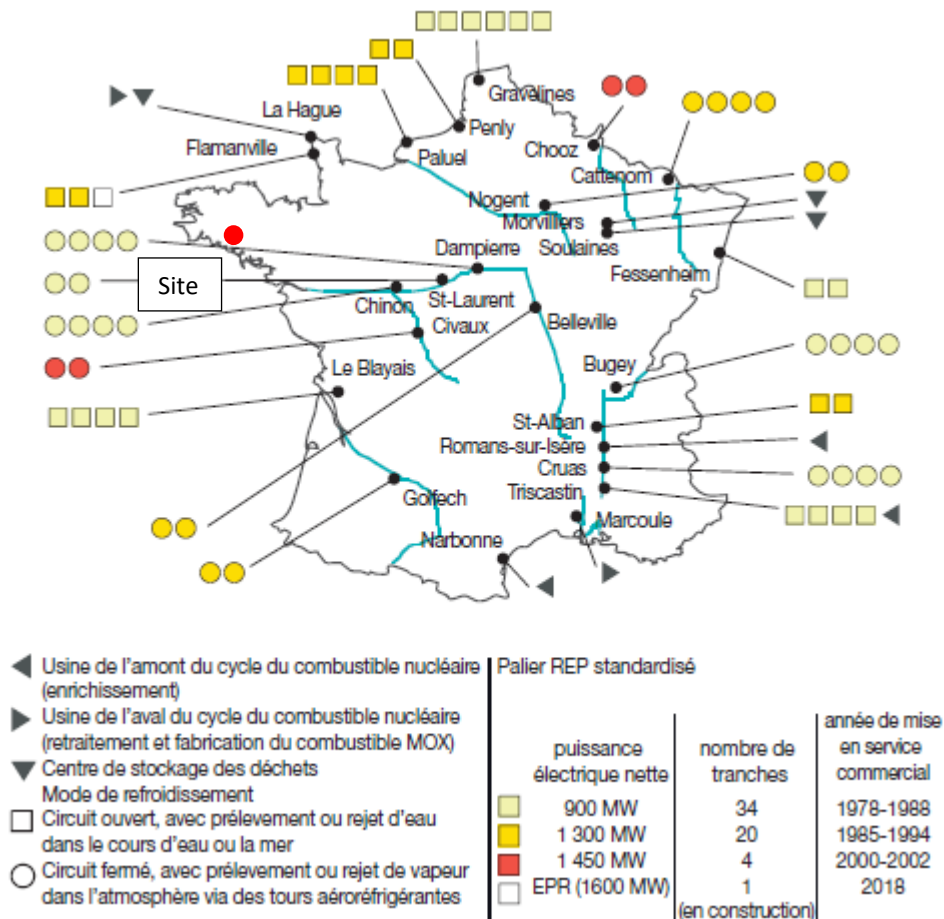 La Hague
Flamanville
Paluel
Penly
Gravelines
Chooz
Cattenom
Nogent
Morvilliers
Soulaines
Fessenheim
Dampierre
Site
St-Laurent
Chinon
Civaux
Belleville
Le Blayais
Bugey
St-Alban
Romans-sur-Isère
Cruas
Triscastin
Golfech
Marcoule
Narbonne
Usine de l'amont du cycle du combustible nucléaire
(enrichissement)
Usine de l'aval du cycle du combustible nucléaire
(retraitement et fabrication du combustible MOX)
Centre de stockage des déchets
Mode de refroidissement
Circuit ouvert, avec prélevement ou rejet d'eau
dans le cours d'eau ou la mer
Circuit fermé, avec prélevement ou rejet de vapeur
dans l'atmosphère via des tours aéroréfrigérantes
Palier REP standardisé
puissance
électrique nette
nombre de
tranches
année de mise
en service
commercial
900 MW 34 1978-1988
1 300 MW 20 1985-1994
1 450 MW 4 2000-2002
EPR (1600 MW) 1 2018
(en construction)